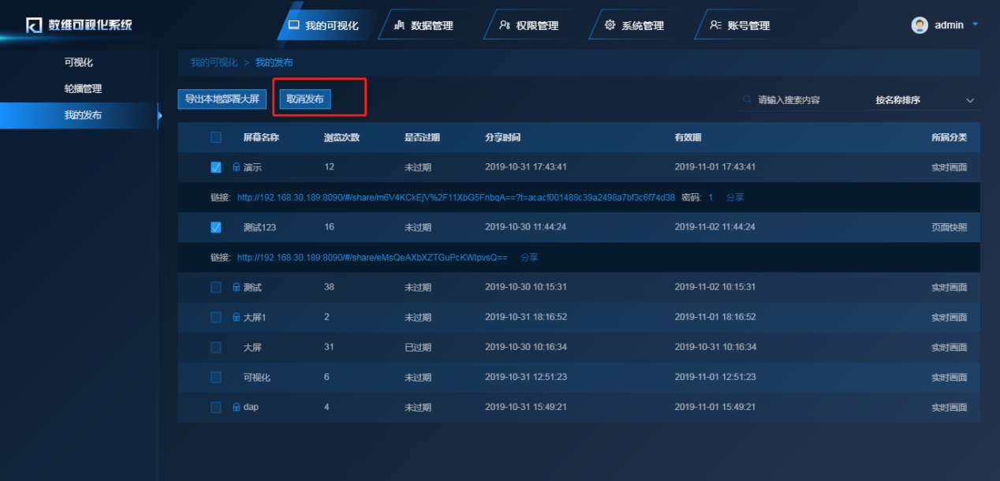 数维可视化系统 我的可视化 数据管理 权限管理 系统管理 账号管理 admin
可视化
轮播管理
我的发布
我的可视化 > 我的发布
导出本地部署大屏 取消发布 请输入搜索内容 按名称排序
屏幕名称 浏览次数 是否过期 分享时间 有效期 所属分类
演示 12 未过期 2019-10-31 17:43:41 2019-11-01 17:43:41 实时画面
链接: http://192.168.30.189:8090/#/share/m6V4KCkEjV%2F11XbG5FnbqA==?t=acacf001488c39a2498a7bf3c6f74d38 密码: 1 分享
测试123 16 未过期 2019-10-30 11:44:24 2019-11-02 11:44:24 页面快照
链接: http://192.168.30.189:8090/#/share/eMsQeAXbXZTGuPcKWIpvsQ== 分享
测试 38 未过期 2019-10-30 10:15:31 2019-11-02 10:15:31 实时画面
大屏1 2 未过期 2019-10-31 18:16:52 2019-11-01 18:16:52 实时画面
大屏 31 已过期 2019-10-30 10:16:34 2019-10-31 10:16:34 实时画面
可视化 6 未过期 2019-10-31 12:51:23 2019-11-01 12:51:23 实时画面
dap 4 未过期 2019-10-31 15:49:21 2019-11-01 15:49:21 实时画面